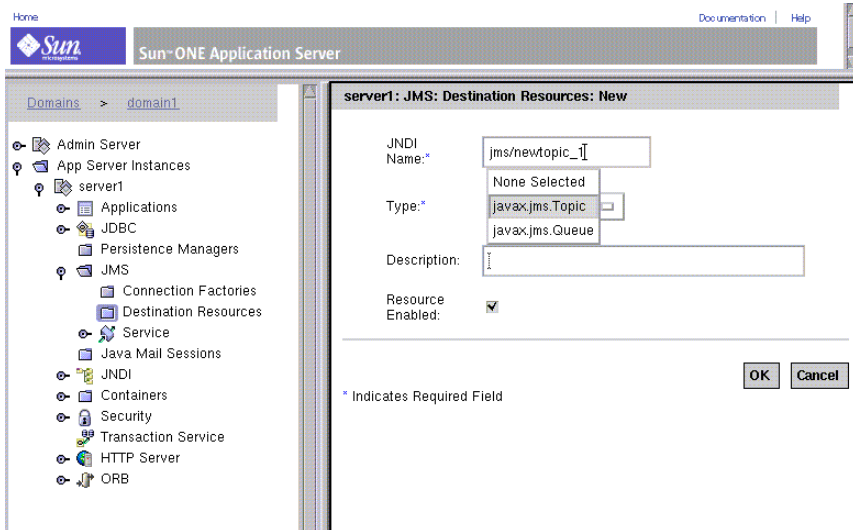 Home
Documentation | Help
Sun
microsystems
Sun™ ONE Application Server
Domains > domain1
Admin Server
App Server Instances
server1
Applications
JDBC
Persistence Managers
JMS
Connection Factories
Destination Resources
Service
Java Mail Sessions
JNDI
Containers
Security
Transaction Service
HTTP Server
ORB
server1: JMS: Destination Resources: New
JNDI
Name:*
jms/newtopic_1
None Selected
Type:*
javax.jms.Topic
javax.jms.Queue
Description:
Resource
Enabled:
OK Cancel
* Indicates Required Field